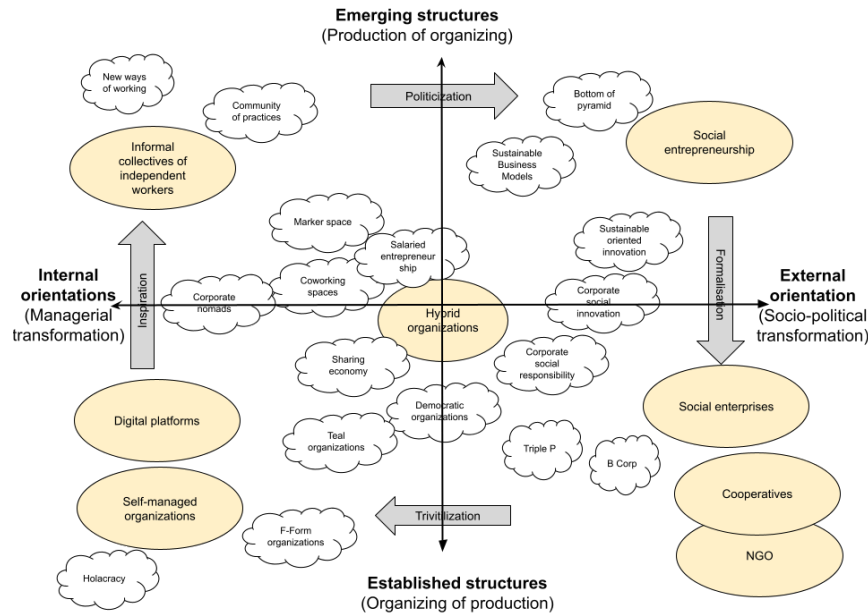 Emerging structures
(Production of organizing)
New ways
of working
Community
of practices
Politicization
Bottom of
pyramid
Social
entrepreneurship
Informal
collectives of
independent
workers
Sustainable
Business
Models
Marker space
Salaried
entrepreneur
ship
Sustainable
oriented
innovation
Formalisation
Inspiration
Internal
orientations
(Managerial
transformation)
Corporate
nomads
Coworking
spaces
Hybrid
organizations
Corporate
social
innovation
External
orientation
(Socio-political
transformation)
Sharing
economy
Corporate
social
responsibility
Digital platforms
Teal
organizations
Democratic
organizations
Social enterprises
Triple P
B Corp
Self-managed
organizations
F-Form
organizations
Trivitilization
Cooperatives
NGO
Holacracy
Established structures
(Organizing of production)